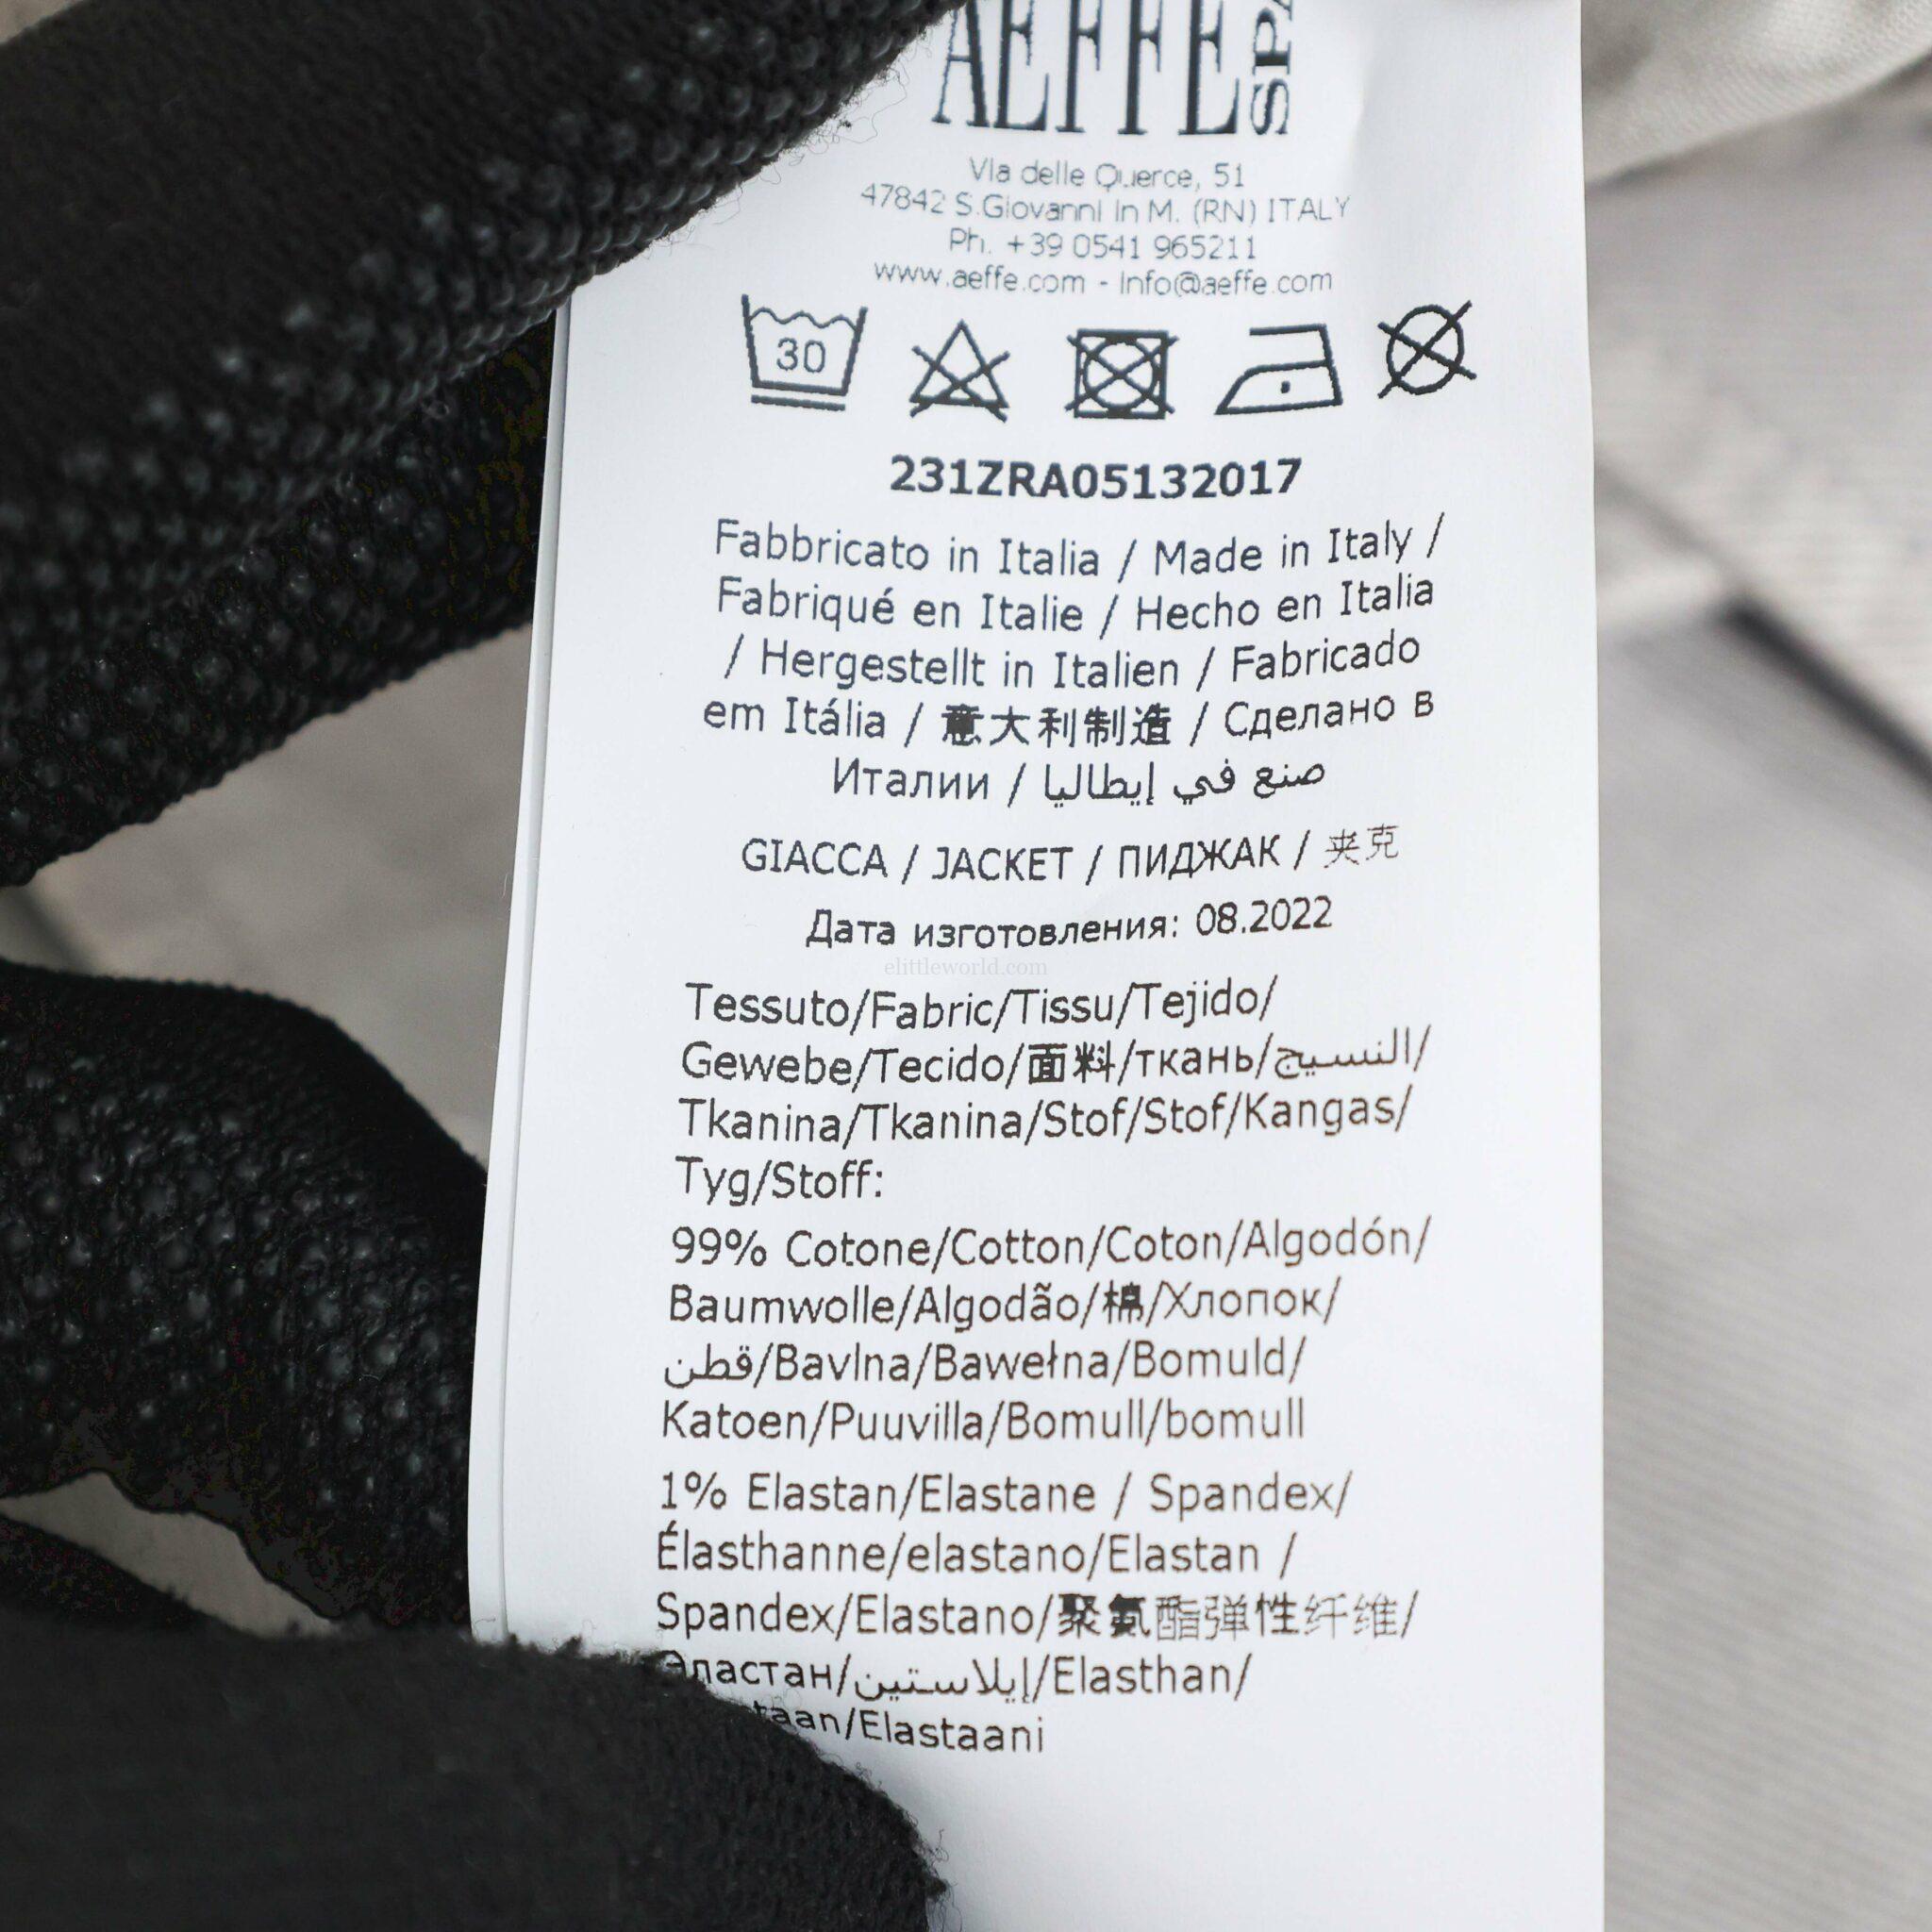 AEFFE SPA
Via delle Querce, 51
47842 S.Giovanni in M. (RN) ITALY
Ph. +39 0541 965211
www.aeffe.com - Info@aeffe.com
30
231ZRA05132017
Fabbricato in Italia / Made in Italy /
Fabriqué en Italie / Hecho en Italia
/ Hergestellt in Italien / Fabricado
em Itália / 意大利制造 / Сделано в
Италии / صنع في إيطاليا
GIACCA / JACKET / ПИДЖАК / 夹克
Дата изготовления: 08.2022
elittleworld.com
Tessuto/Fabric/Tissu/Tejido/
Gewebe/Tecido/面料/ткань/النسيج/
Tkanina/Tkanina/Stof/Stof/Kangas/
Tyg/Stoff:
99% Cotone/Cotton/Coton/Algodón/
Baumwolle/Algodão/棉/Хлопок/
قطن/Bavlna/Bawełna/Bomuld/
Katoen/Puuvilla/Bomull/bomull
1% Elastan/Elastane / Spandex/
Élasthanne/elastano/Elastan /
Spandex/Elastano/聚氨酯弹性纤维/
Эластан/إيلاستين/Elasthan/
taan/Elastaani